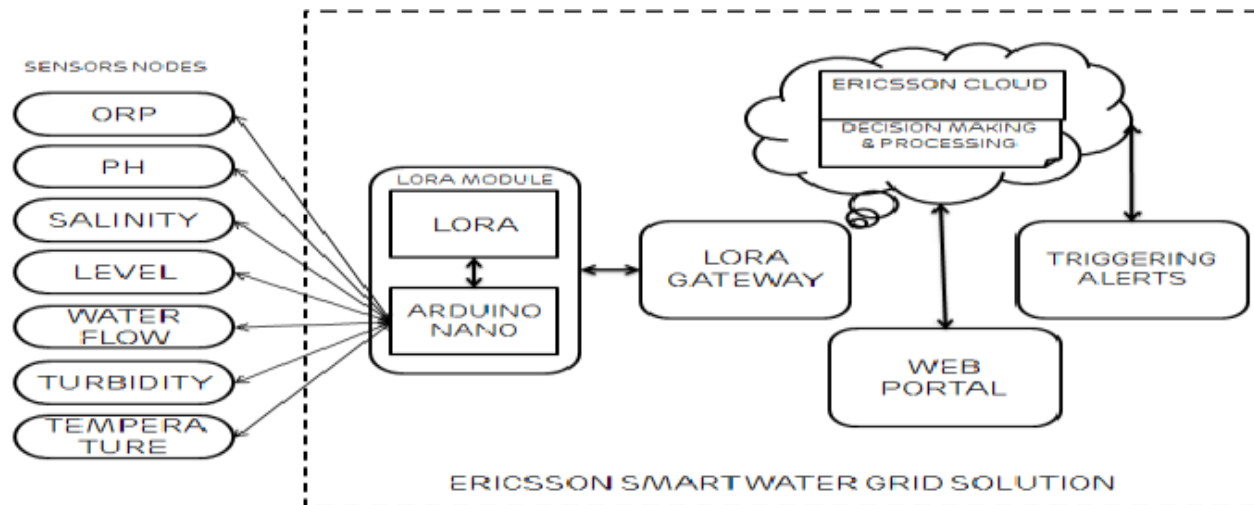 SENSORS NODES
ORP
PH
SALINITY
LEVEL
WATER
FLOW
TURBIDITY
TEMPERA
TURE
LORA MODULE
LORA
ARDUINO
NANO
LORA
GATEWAY
ERICSSON CLOUD
DECISION MAKING
& PROCESSING
WEB
PORTAL
TRIGGERING
ALERTS
ERICSSON SMART WATER GRID SOLUTION